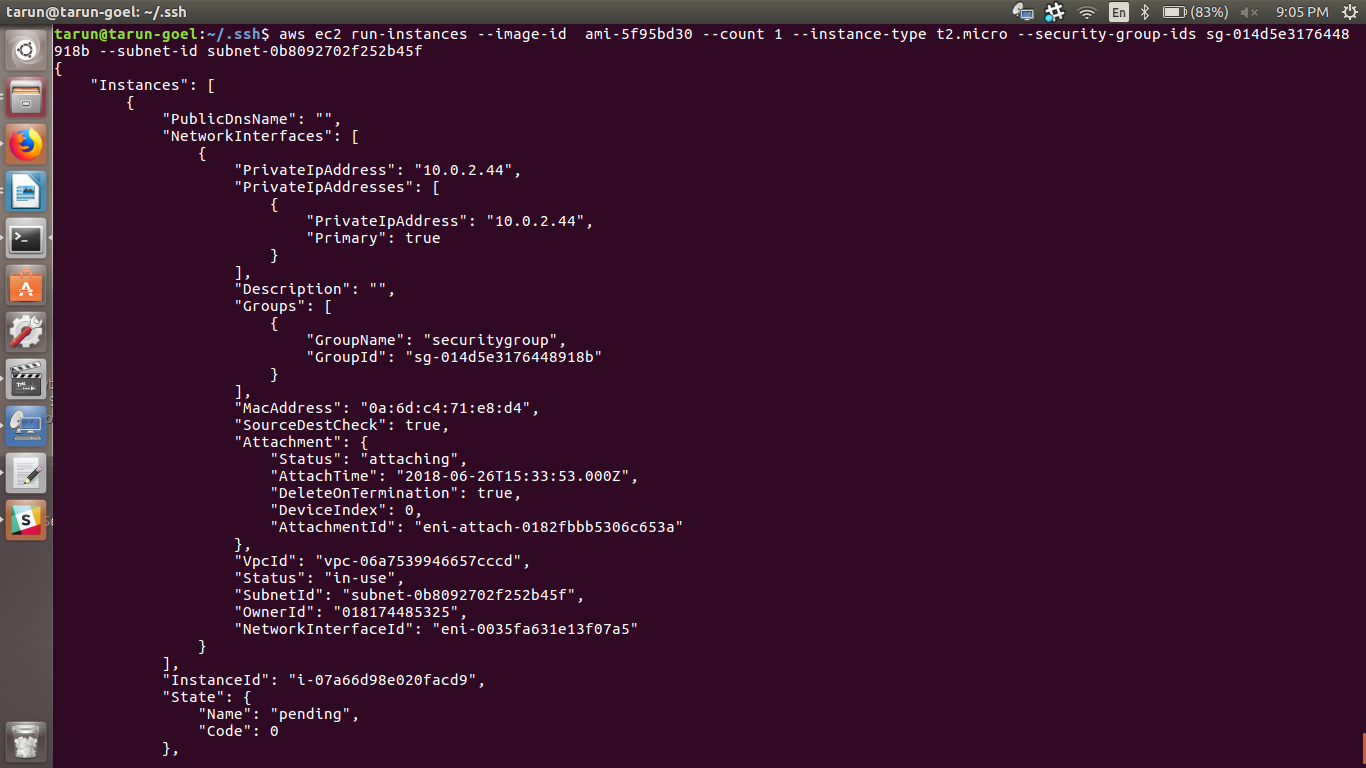 tarun@tarun-goel: ~/.ssh
En
(83%)
9:05 PM
tarun@tarun-goel:~/.ssh$ aws ec2 run-instances --image-id  ami-5f95bd30 --count 1 --instance-type t2.micro --security-group-ids sg-014d5e3176448
918b --subnet-id subnet-0b8092702f252b45f
{
    "Instances": [
        {
            "PublicDnsName": "",
            "NetworkInterfaces": [
                {
                    "PrivateIpAddress": "10.0.2.44",
                    "PrivateIpAddresses": [
                        {
                            "PrivateIpAddress": "10.0.2.44",
                            "Primary": true
                        }
                    ],
                    "Description": "",
                    "Groups": [
                        {
                            "GroupName": "securitygroup",
                            "GroupId": "sg-014d5e3176448918b"
                        }
                    ],
                    "MacAddress": "0a:6d:c4:71:e8:d4",
                    "SourceDestCheck": true,
                    "Attachment": {
                        "Status": "attaching",
                        "AttachTime": "2018-06-26T15:33:53.000Z",
                        "DeleteOnTermination": true,
                        "DeviceIndex": 0,
                        "AttachmentId": "eni-attach-0182fbbb5306c653a"
                    },
                    "VpcId": "vpc-06a7539946657cccd",
                    "Status": "in-use",
                    "SubnetId": "subnet-0b8092702f252b45f",
                    "OwnerId": "018174485325",
                    "NetworkInterfaceId": "eni-0035fa631e13f07a5"
                }
            ],
            "InstanceId": "i-07a66d98e020facd9",
            "State": {
                "Name": "pending",
                "Code": 0
            },